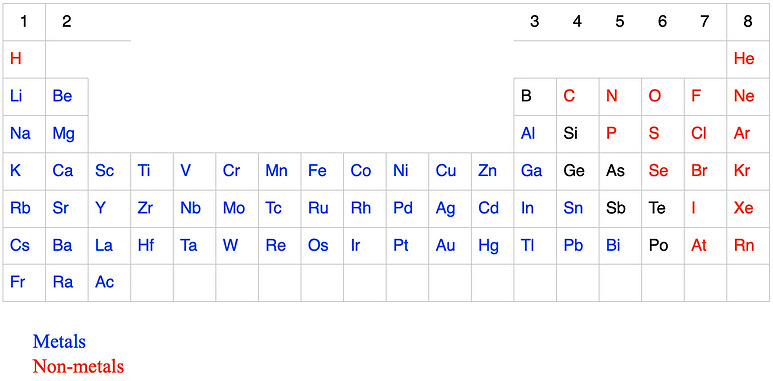 1 2 3 4 5 6 7 8
H He
Li Be B C N O F Ne
Na Mg Al Si P S Cl Ar
K Ca Sc Ti V Cr Mn Fe Co Ni Cu Zn Ga Ge As Se Br Kr
Rb Sr Y Zr Nb Mo Tc Ru Rh Pd Ag Cd In Sn Sb Te I Xe
Cs Ba La Hf Ta W Re Os Ir Pt Au Hg Tl Pb Bi Po At Rn
Fr Ra Ac
Metals
Non-metals